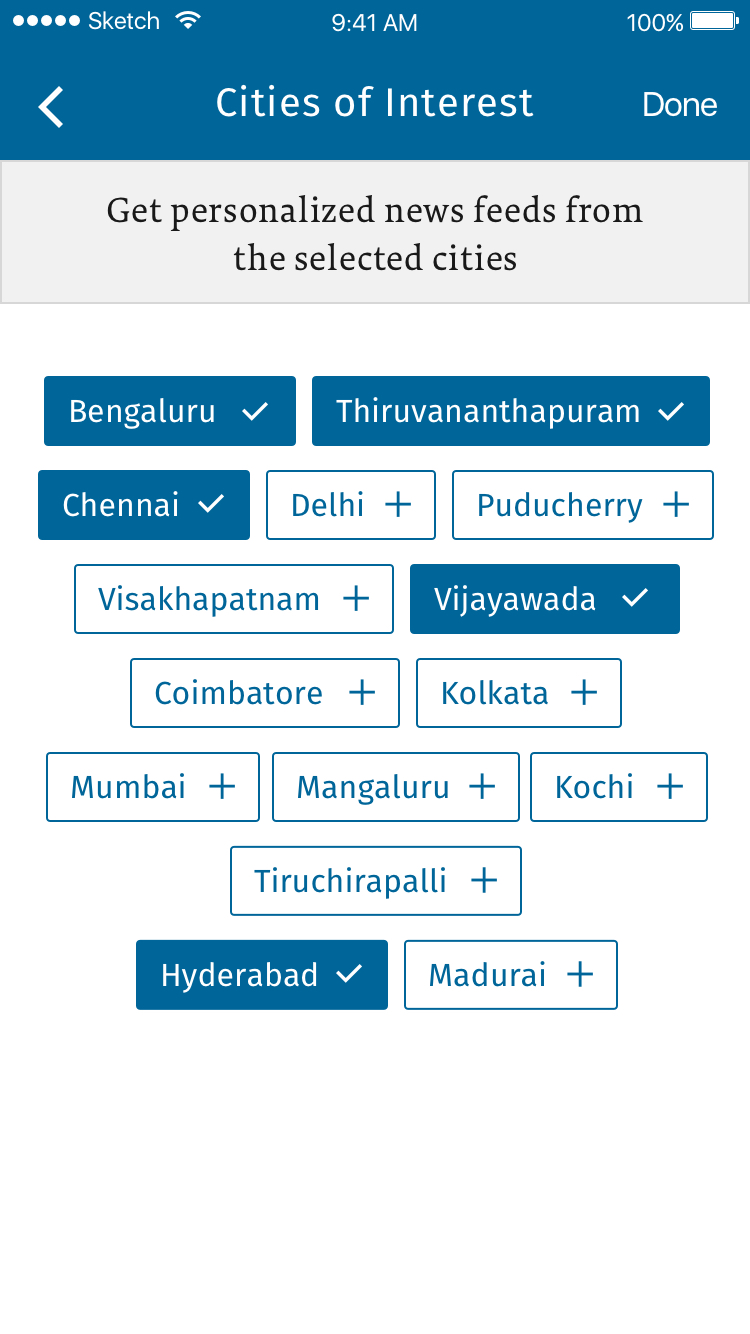 Sketch 9:41 AM 100%
Cities of Interest Done
Get personalized news feeds from
the selected cities
Bengaluru Thiruvananthapuram
Chennai Delhi Puducherry
Visakhapatnam Vijayawada
Coimbatore Kolkata
Mumbai Mangaluru Kochi
Tiruchirapalli
Hyderabad Madurai